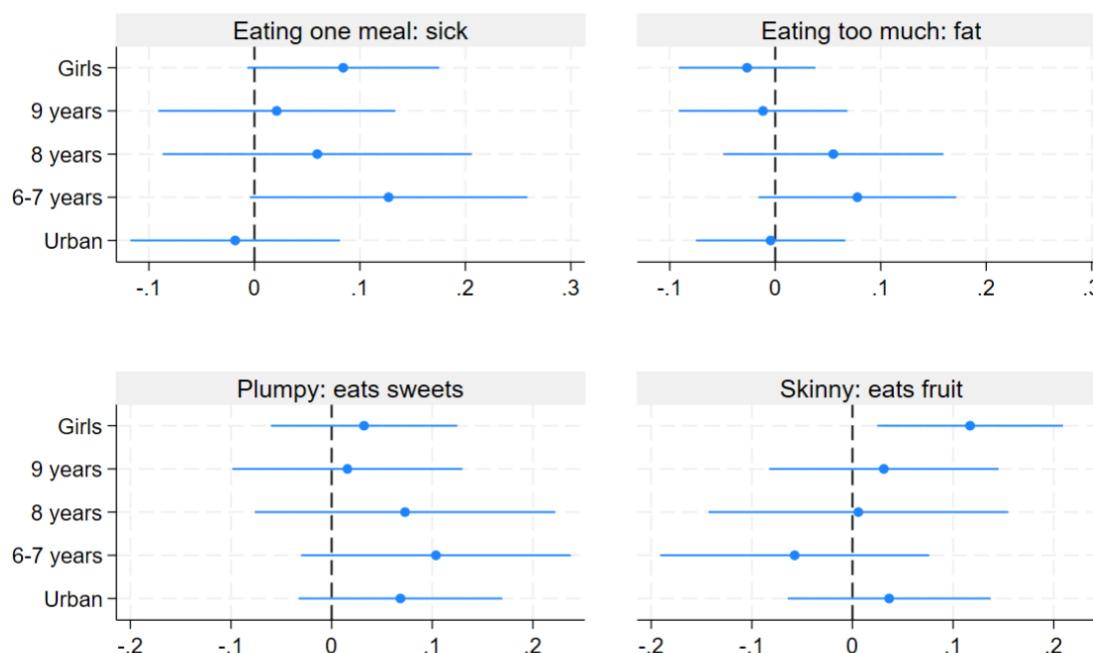 Eating one meal: sick
Girls
9 years
8 years
6-7 years
Urban
-.1 0 .1 .2 .3
Eating too much: fat
-.1 0 .1 .2 .3
Plumpy: eats sweets
Girls
9 years
8 years
6-7 years
Urban
-.2 -.1 0 .1 .2
Skinny: eats fruit
-.2 -.1 0 .1 .2